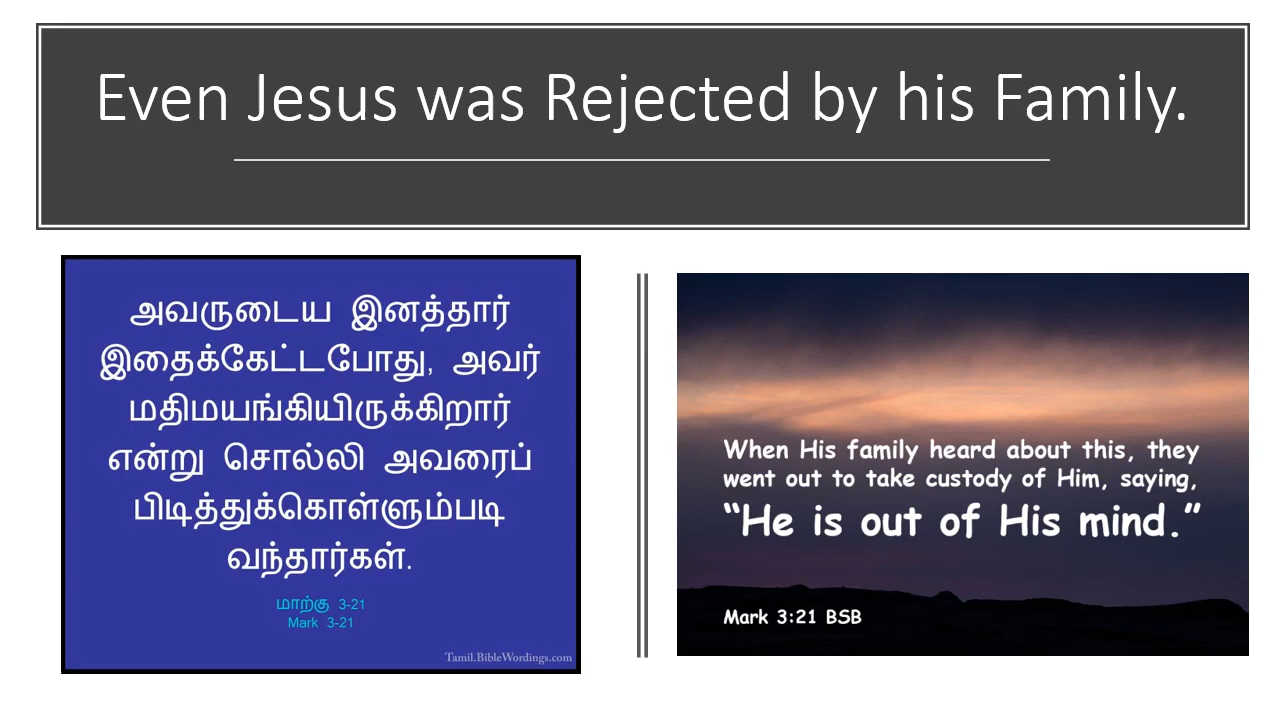 Even Jesus was Rejected by his Family.
அவருடைய இனத்தார்
இதைக்கேட்டபோது, அவர்
மதிமயங்கியிருக்கிறார்
என்று சொல்லி அவரைப்
பிடித்துக்கொள்ளும்படி
வந்தார்கள்.
மாற்கு 3-21
Mark 3-21
Tamil.BibleWordings.com
When His family heard about this, they
went out to take custody of Him, saying,
“He is out of His mind.”
Mark 3:21 BSB